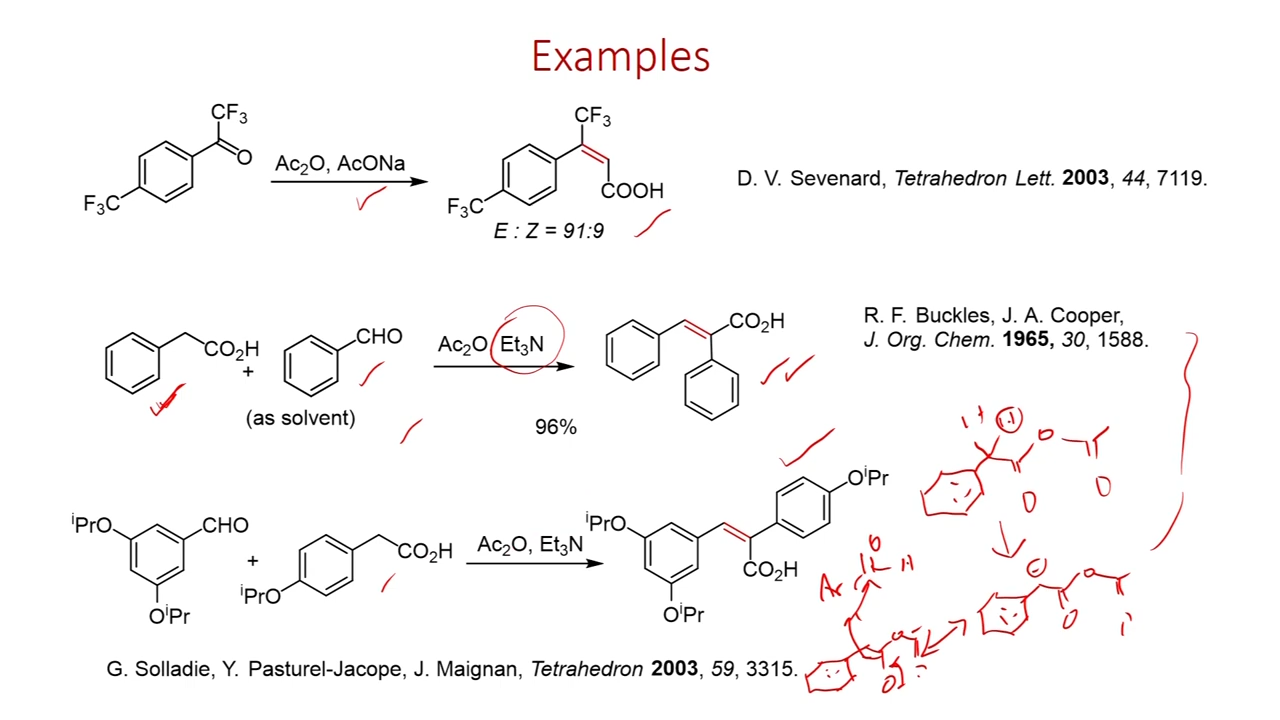 Examples
CF₃
O
F₃C
Ac₂O, AcONa
CF₃
COOH
F₃C
E : Z = 91:9
D. V. Sevenard, Tetrahedron Lett. 2003, 44, 7119.
CO₂H
+
CHO
(as solvent)
Ac₂O Et₃N
96%
CO₂H
R. F. Buckles, J. A. Cooper,
J. Org. Chem. 1965, 30, 1588.
H H
O
O O
ⁱPrO
CHO
OⁱPr
+
CO₂H
ⁱPrO
Ac₂O, Et₃N
ⁱPrO
OⁱPr
CO₂H
OⁱPr
O
Ar H
O
O
G. Solladie, Y. Pasturel-Jacope, J. Maignan, Tetrahedron 2003, 59, 3315.